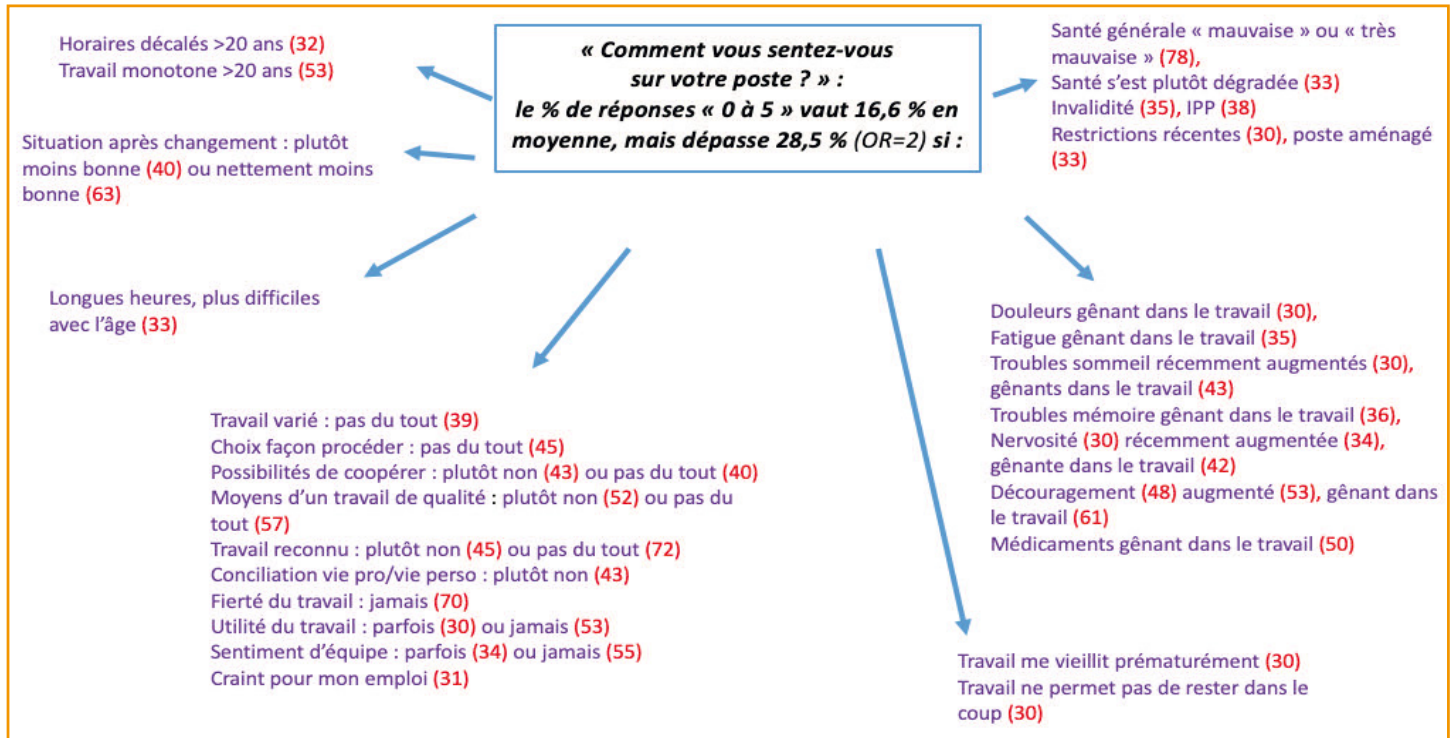 « Comment vous sentez-vous
sur votre poste ? » :
le % de réponses « 0 à 5 » vaut 16,6 % en
moyenne, mais dépasse 28,5 % (OR=2) si :
Horaires décalés >20 ans (32)
Travail monotone >20 ans (53)
Situation après changement : plutôt
moins bonne (40) ou nettement moins
bonne (63)
Longues heures, plus difficiles
avec l’âge (33)
Travail varié : pas du tout (39)
Choix façon procéder : pas du tout (45)
Possibilités de coopérer : plutôt non (43) ou pas du tout (40)
Moyens d’un travail de qualité : plutôt non (52) ou pas du
tout (57)
Travail reconnu : plutôt non (45) ou pas du tout (72)
Conciliation vie pro/vie perso : plutôt non (43)
Fierté du travail : jamais (70)
Utilité du travail : parfois (30) ou jamais (53)
Sentiment d’équipe : parfois (34) ou jamais (55)
Craint pour mon emploi (31)
Travail me vieillit prématurément (30)
Travail ne permet pas de rester dans le
coup (30)
Douleurs gênant dans le travail (30),
Fatigue gênant dans le travail (35)
Troubles sommeil récemment augmentés (30),
gênants dans le travail (43)
Troubles mémoire gênant dans le travail (36),
Nervosité (30) récemment augmentée (34),
gênante dans le travail (42)
Découragement (48) augmenté (53), gênant dans
le travail (61)
Médicaments gênant dans le travail (50)
Santé générale « mauvaise » ou « très
mauvaise » (78),
Santé s’est plutôt dégradée (33)
Invalidité (35), IPP (38)
Restrictions récentes (30), poste aménagé
(33)